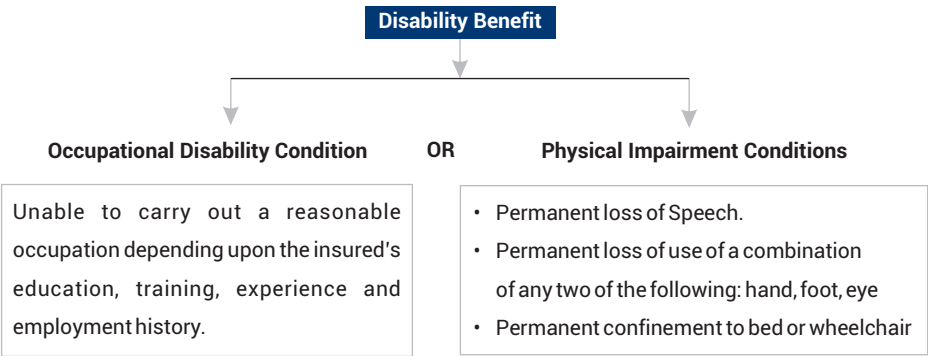 Disability Benefit
Occupational Disability Condition OR Physical Impairment Conditions
Unable to carry out a reasonable
occupation depending upon the insured's
education, training, experience and
employment history.
• Permanent loss of Speech.
• Permanent loss of use of a combination
of any two of the following: hand, foot, eye
• Permanent confinement to bed or wheelchair